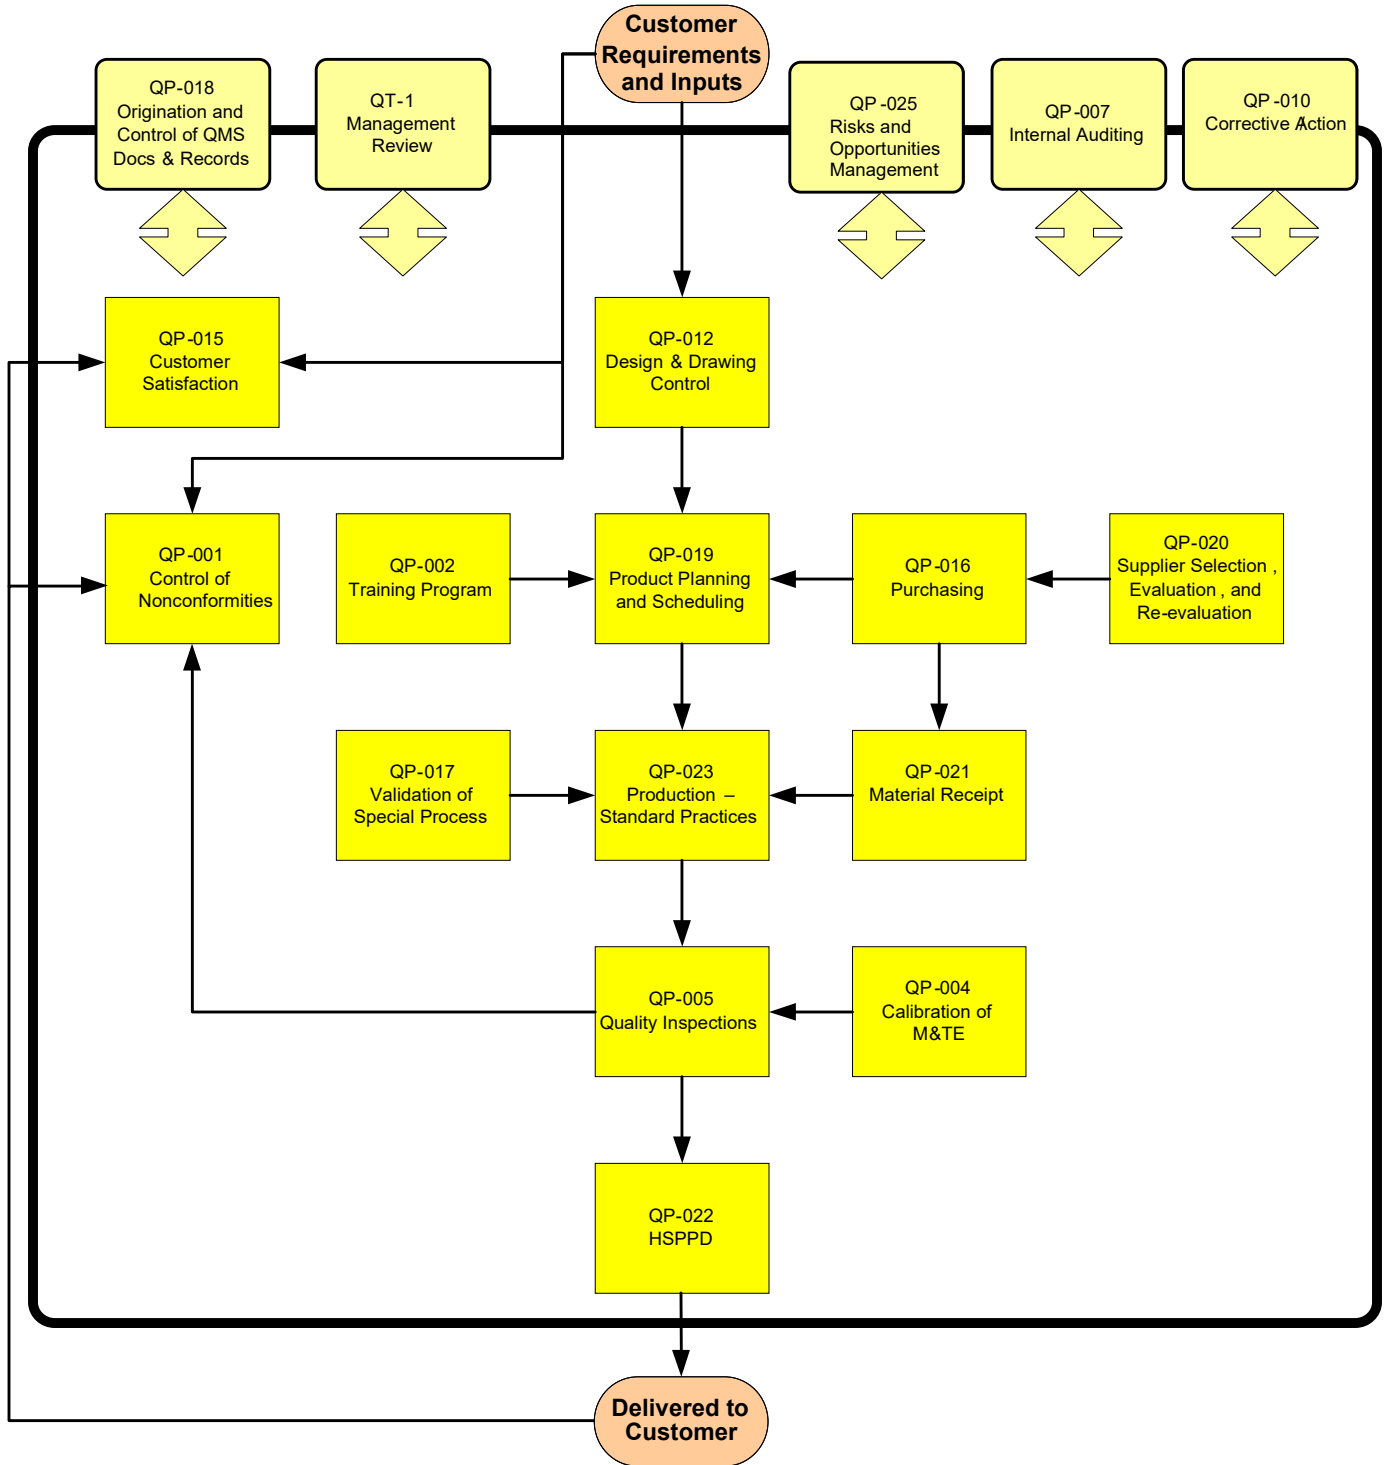 Customer
Requirements
and Inputs
QP-018
Origination and
Control of QMS
Docs & Records
QT-1
Management
Review
QP-025
Risks and
Opportunities
Management
QP-007
Internal Auditing
QP-010
Corrective Action
QP-015
Customer
Satisfaction
QP-012
Design & Drawing
Control
QP-001
Control of
Nonconformities
QP-002
Training Program
QP-019
Product Planning
and Scheduling
QP-016
Purchasing
QP-020
Supplier Selection ,
Evaluation , and
Re-evaluation
QP-017
Validation of
Special Process
QP-023
Production –
Standard Practices
QP-021
Material Receipt
QP-005
Quality Inspections
QP-004
Calibration of
M&TE
QP-022
HSPPD
Delivered to
Customer